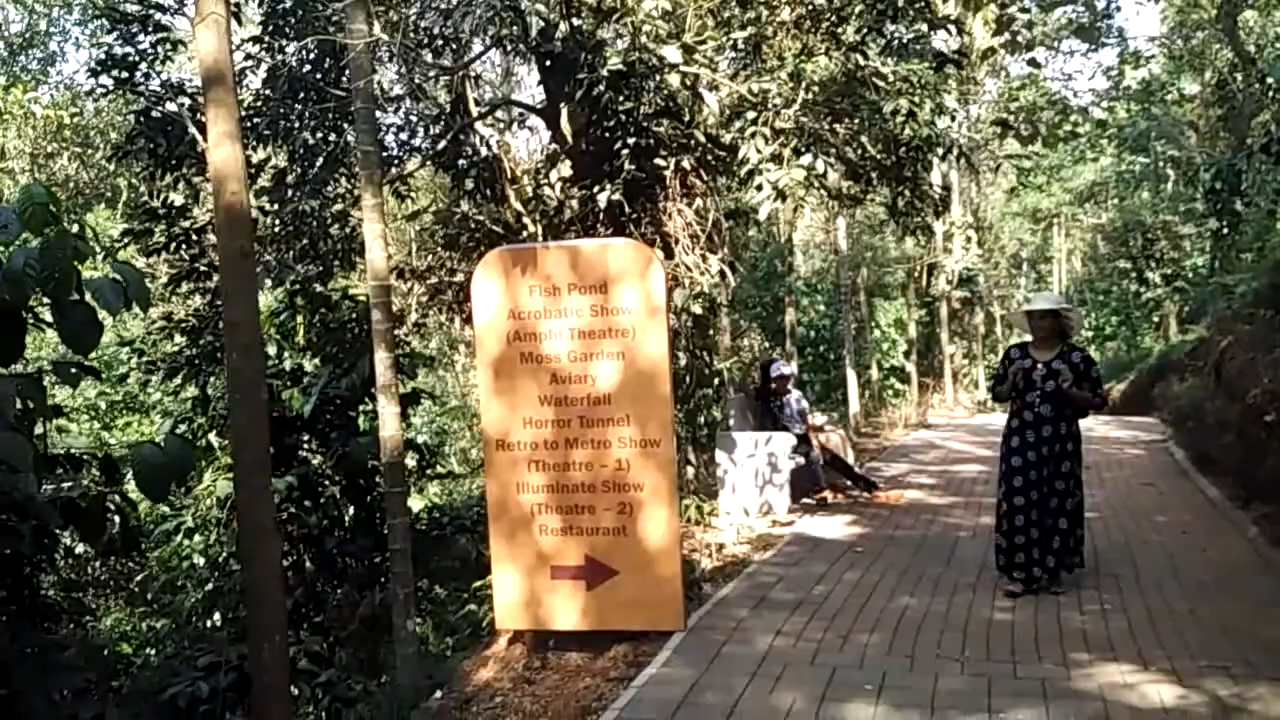 Fish Pond
Acrobatic Show
(Amphi Theatre)
Moss Garden
Aviary
Waterfall
Horror Tunnel
Retro to Metro Show
(Theatre – 1)
Illuminate Show
(Theatre – 2)
Restaurant